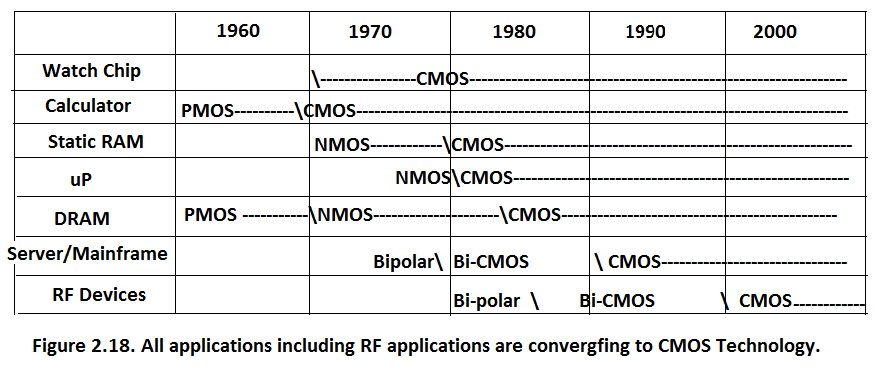 1960 1970 1980 1990 2000
Watch Chip \----------------CMOS---------------------------------------------------------------
Calculator PMOS----------\CMOS----------------------------------------------------------------------------------
Static RAM NMOS------------\CMOS----------------------------------------------------------
uP NMOS\CMOS--------------------------------------------------------
DRAM PMOS -----------\NMOS---------------------\CMOS----------------------------------------------
Server/Mainframe Bipolar\ Bi-CMOS \ CMOS-------------------------------
RF Devices Bi-polar \ Bi-CMOS \ CMOS------------
Figure 2.18. All applications including RF applications are convergfing to CMOS Technology.